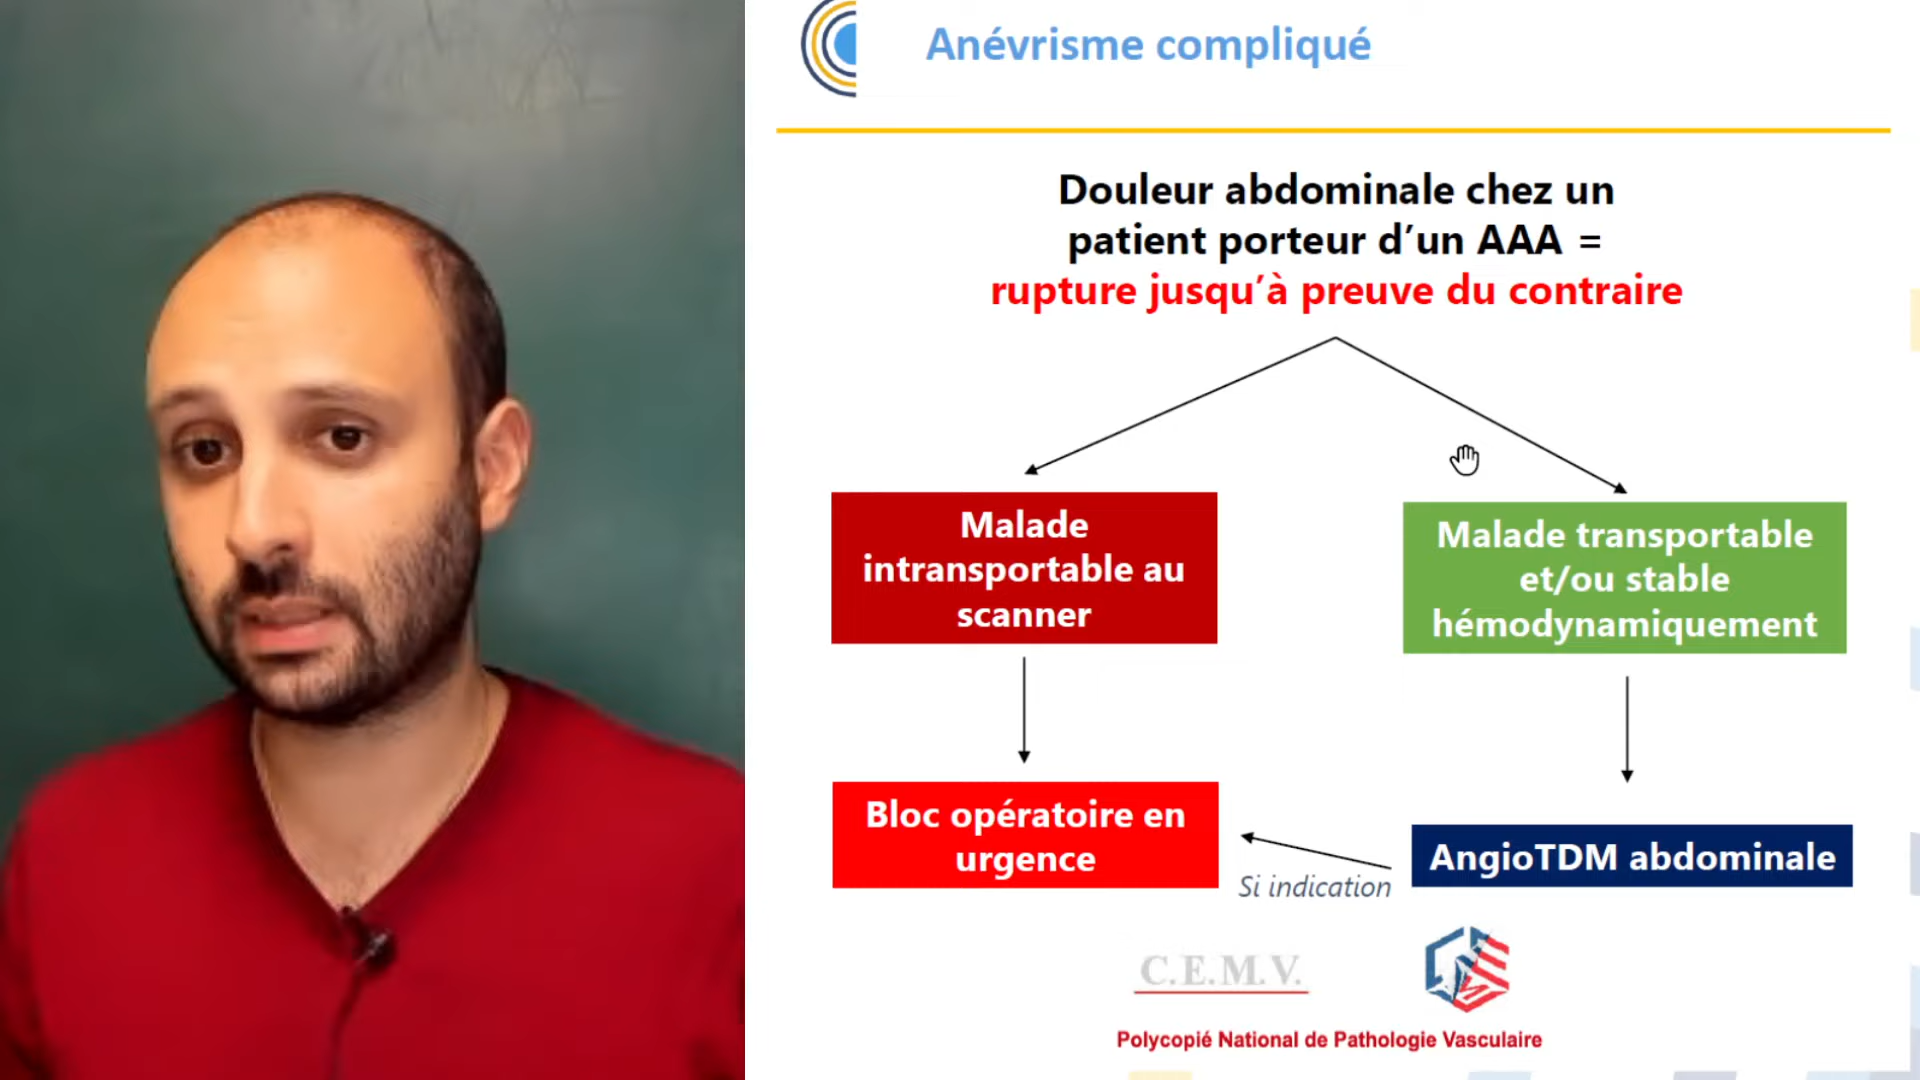 Anévrisme compliqué
Douleur abdominale chez un
patient porteur d’un AAA =
rupture jusqu’à preuve du contraire
Malade
intransportable au
scanner
Malade transportable
et/ou stable
hémodynamiquement
Bloc opératoire en
urgence
Si indication
AngioTDM abdominale
C.E.M.V.
Polycopié National de Pathologie Vasculaire